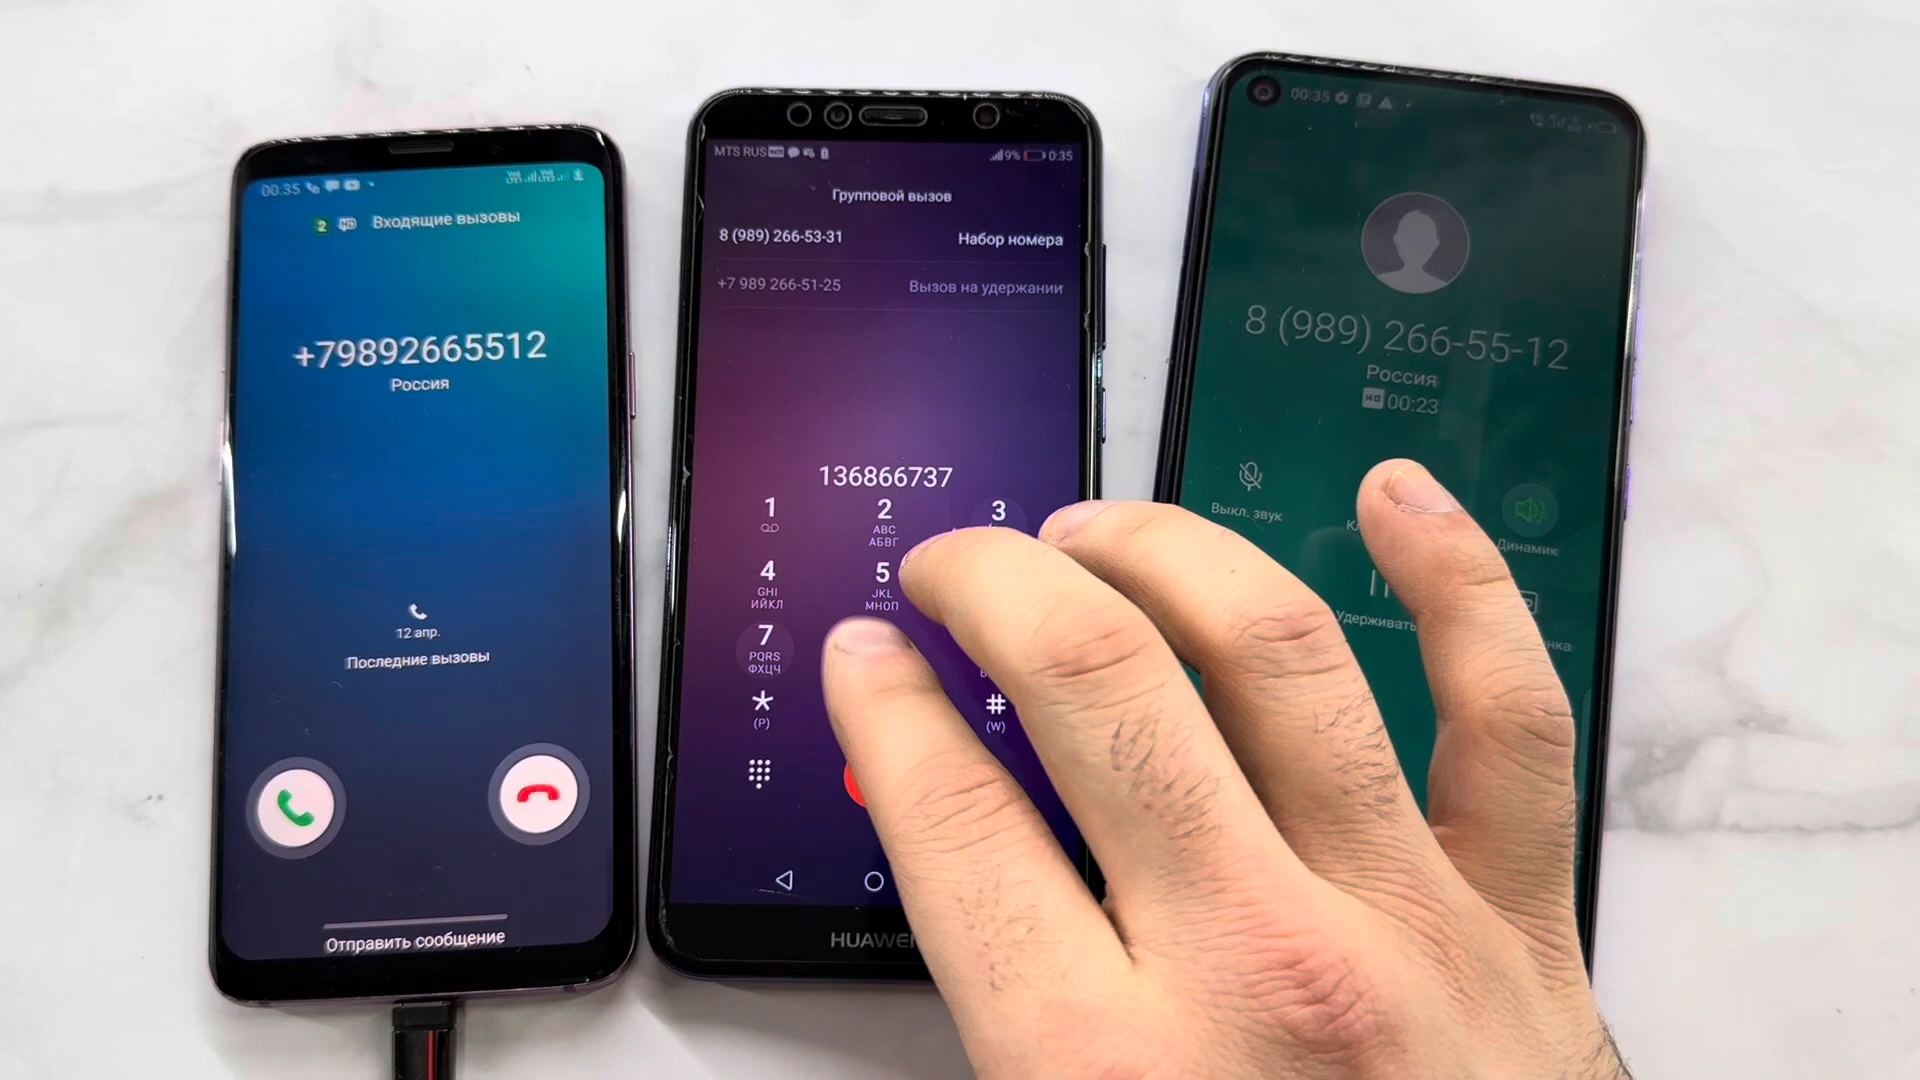 00:35
2 HD Входящие вызовы
+79892665512
Россия
12 апр.
Последние вызовы
Отправить сообщение
MTS RUS 9% 0:35
Групповой вызов
8 (989) 266-53-31 Набор номера
+7 989 266-51-25 Вызов на удержании
136866737
1 2 3
ABC
АБВГ
4 5
GHI JKL
ИЙКЛ МНОП
7
PQRS
ФХЦЧ
* #
(P) (W)
HUAWEI
00:35
8 (989) 266-55-12
Россия
HD 00:23
Выкл. звук Динамик
Удерживать